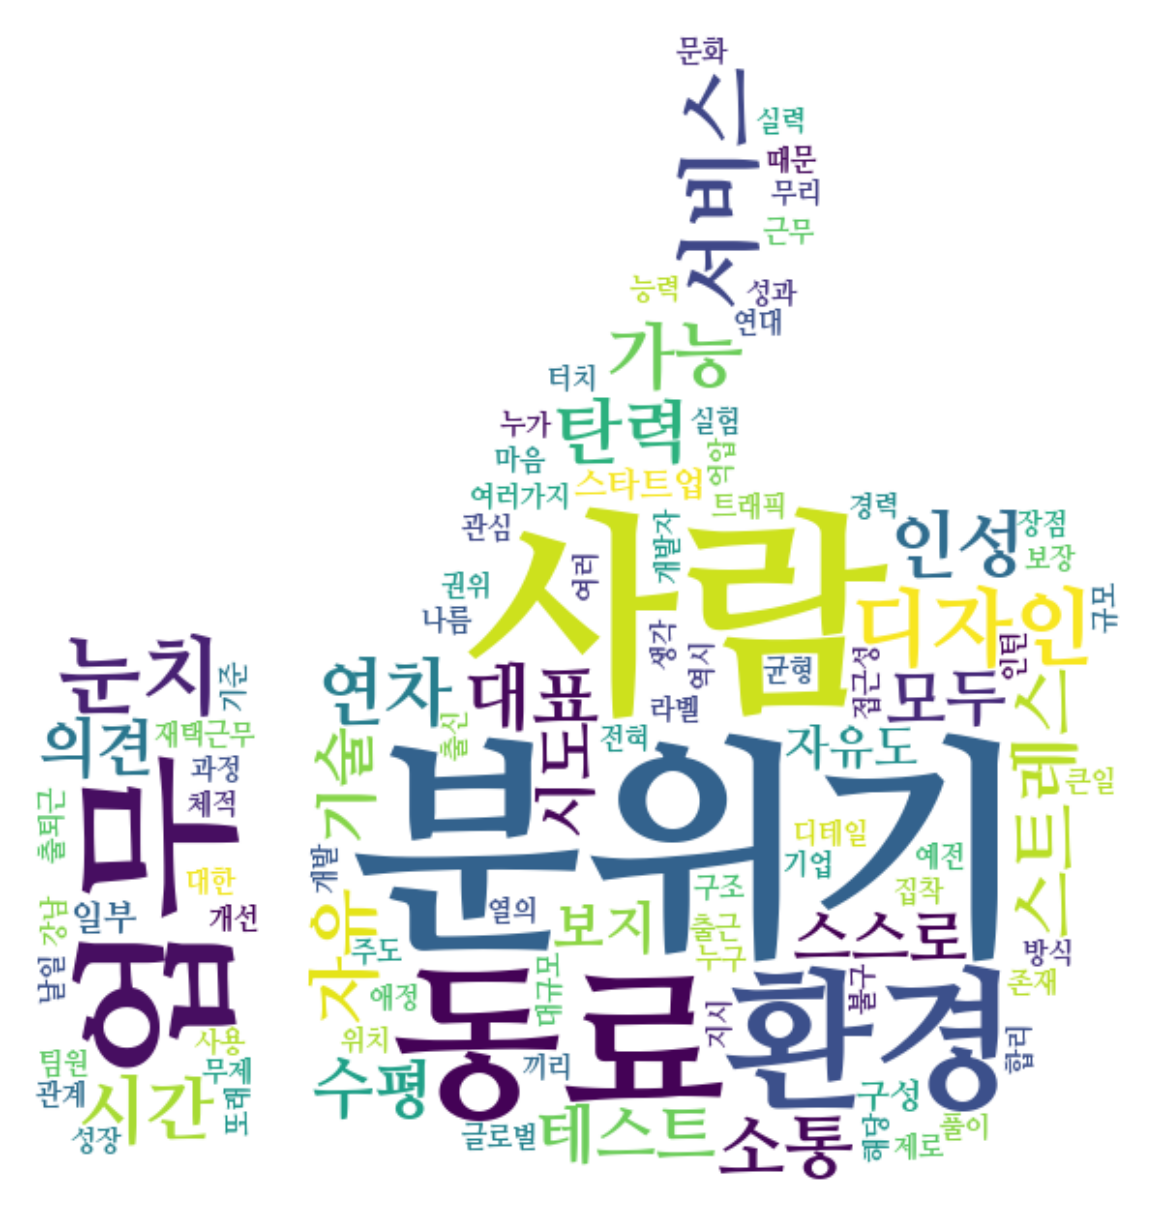 문화
서비스
실력
때문
무리
근무
능력
성과
연대
가능
터치
누가
탄력
실험
마음
억압
여러가지
스타트업
트래픽
경력
관심
사람
개발자
인성
장점
보장
여러
권위
나름
디자인
규모
생각
역시
균형
접근성
인턴
눈치
기준
연차
대표
라벨
모두
스트레스
의견
재택근무
기술
출신
시도
전혀
자유도
큰일
과정
체적
업무
출퇴근
분위기
디테일
기업
예전
개발
대한
구조
집착
강남
일부
개선
자유
열의
보지
출근
누구
스스로
방식
날일
주도
애정
대규모
동료
환경
불구
존재
사용
위치
지시
합리
팀원
무제
관계
시간
또래
수평
끼리
구성
성장
글로벌
테스트
소통
해당
제로
풀이